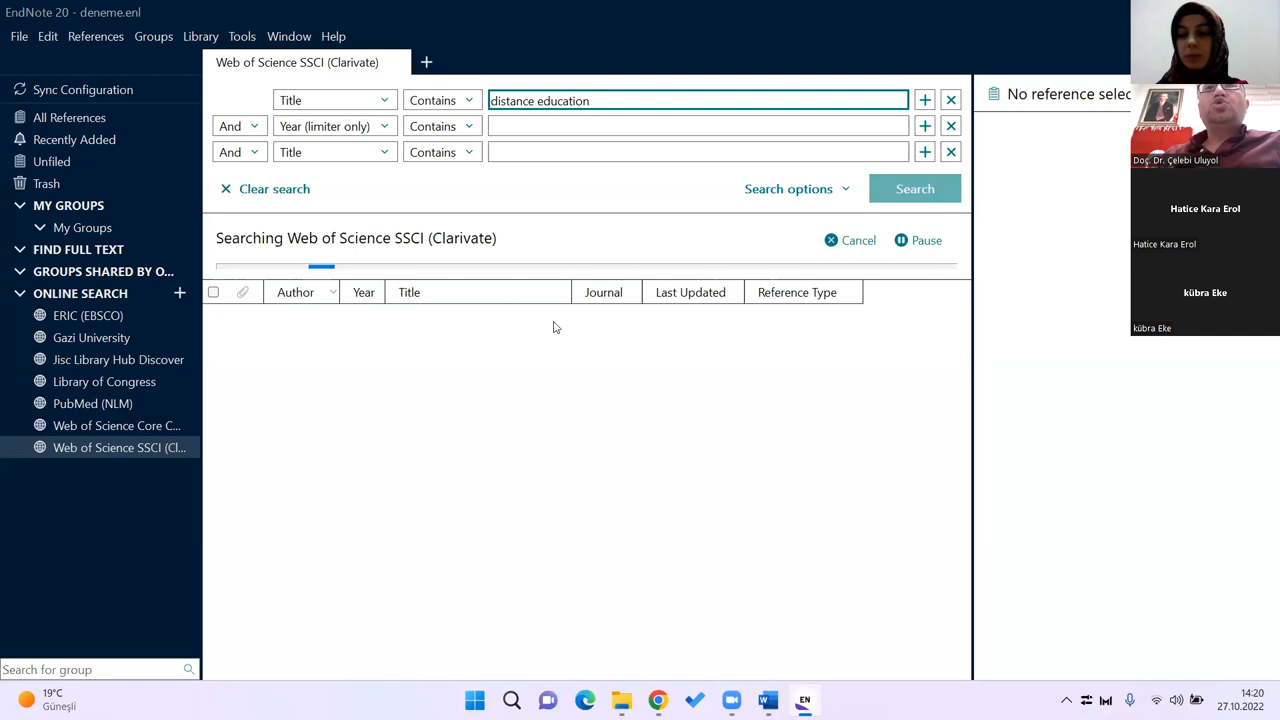 EndNote 20 - deneme.enl
File Edit References Groups Library Tools Window Help
Sync Configuration
All References
Recently Added
Unfiled
Trash
MY GROUPS
My Groups
FIND FULL TEXT
GROUPS SHARED BY O...
ONLINE SEARCH
ERIC (EBSCO)
Gazi University
Jisc Library Hub Discover
Library of Congress
PubMed (NLM)
Web of Science Core C...
Web of Science SSCI (Cl...
Search for group
Web of Science SSCI (Clarivate)
Title Contains distance education
And Year (limiter only) Contains
And Title Contains
Clear search Search options Search
Searching Web of Science SSCI (Clarivate) Cancel Pause
Author Year Title Journal Last Updated Reference Type
No reference selec
Doç. Dr. Çelebi Uluyol
Hatice Kara Erol
Hatice Kara Erol
kübra Eke
kübra Eke
19°C
Güneşli
EN
14:20
27.10.2022